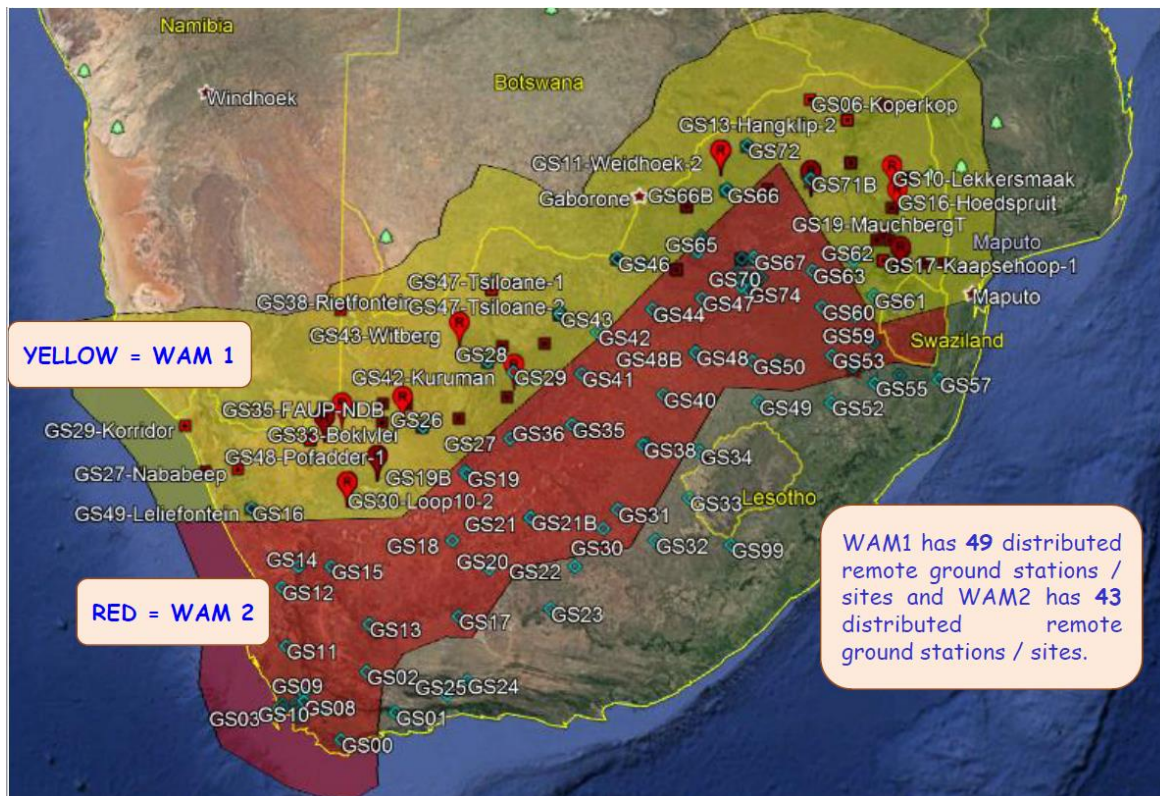 Namibia
Windhoek
Botswana
GS06-Koperkop
GS13-Hangklip-2
GS72
GS11-Weidhoek-2
GS71B
GS10-Lekkersmaak
Gaborone
GS66B
GS66
GS16-Hoedspruit
GS19-MauchbergT
GS65
GS62
Maputo
GS46
GS67
GS63
GS17-Kaapsehoop-1
GS47-Tsiloane-1
GS70
GS74
Maputo
GS38-Rietfontein
GS47-Tsiloane-2
GS47
GS61
GS43
GS44
GS60
GS43-Witberg
GS42
GS59
Swaziland
YELLOW = WAM 1
GS28
GS48B
GS48
GS50
GS53
GS42-Kuruman
GS29
GS41
GS55
GS57
GS35-FAUP-NDB
GS26
GS40
GS49
GS52
GS29-Korridor
GS33-Boklvlei
GS27
GS36
GS35
GS48-Pofadder-1
GS38
GS34
GS27-Nababeep
GS19B
GS19
GS30-Loop10-2
GS33
Lesotho
GS49-Leliefontein
GS16
GS21
GS21B
GS31
GS18
GS30
GS32
GS99
GS14
GS15
GS20
GS22
GS12
RED = WAM 2
GS13
GS17
GS23
GS11
GS02
GS09
GS25
GS24
GS03
GS10
GS08
GS01
GS00
WAM1 has 49 distributed
remote ground stations /
sites and WAM2 has 43
distributed remote
ground stations / sites.